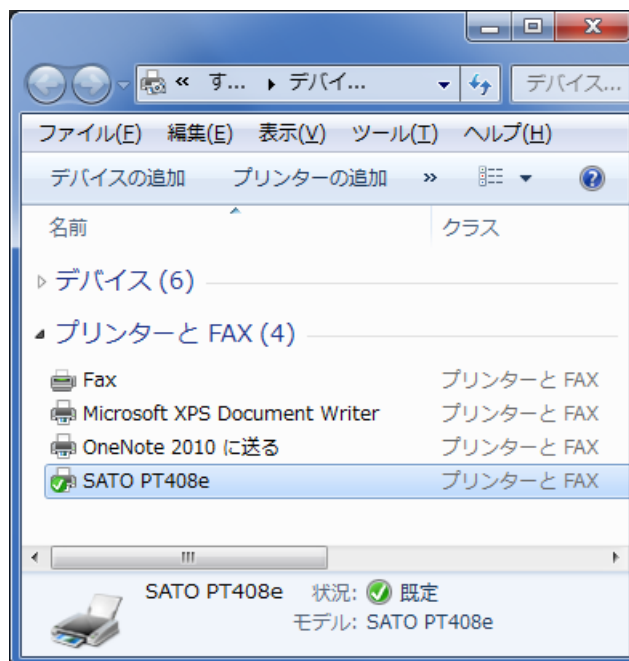 « す... ▸ デバイ... デバイス...
ファイル(F) 編集(E) 表示(V) ツール(T) ヘルプ(H)
デバイスの追加 プリンターの追加 »
名前 クラス
デバイス (6)
プリンターと FAX (4)
Fax プリンターと FAX
Microsoft XPS Document Writer プリンターと FAX
OneNote 2010 に送る プリンターと FAX
SATO PT408e プリンターと FAX
SATO PT408e 状況: 既定
モデル: SATO PT408e